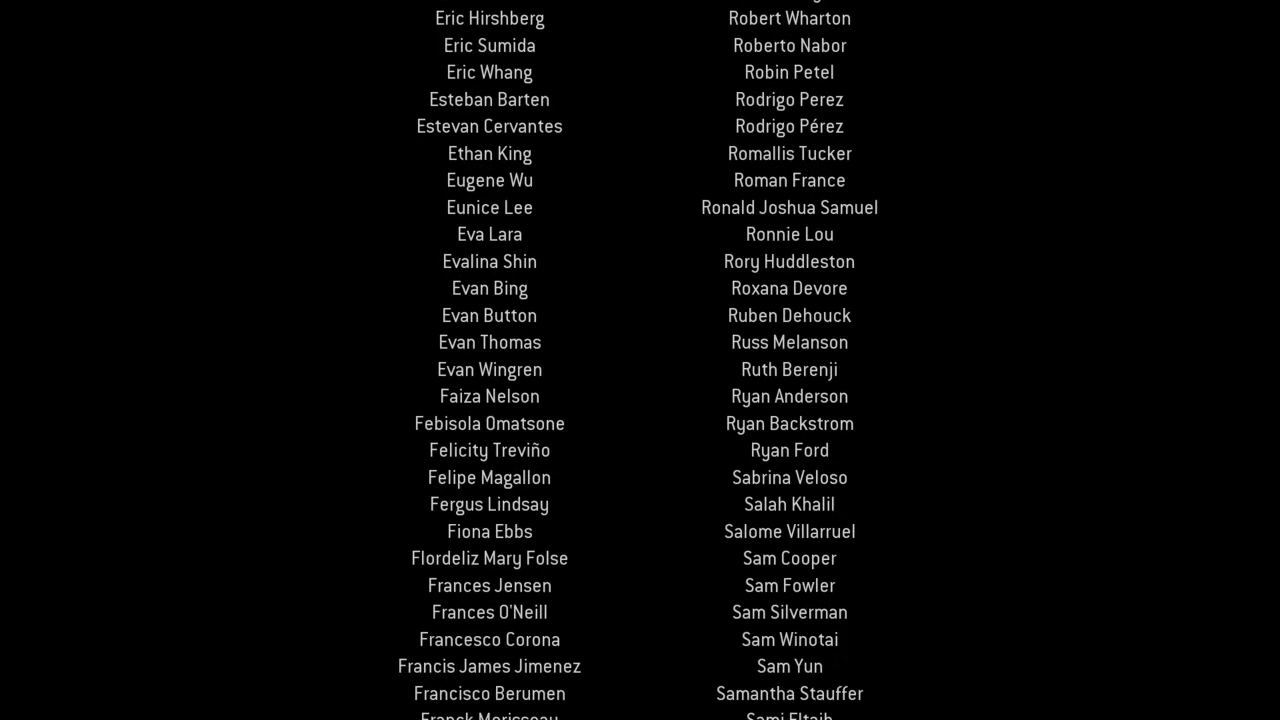 Eric Hirshberg
Eric Sumida
Eric Whang
Esteban Barten
Estevan Cervantes
Ethan King
Eugene Wu
Eunice Lee
Eva Lara
Evalina Shin
Evan Bing
Evan Button
Evan Thomas
Evan Wingren
Faiza Nelson
Febisola Omatsone
Felicity Treviño
Felipe Magallon
Fergus Lindsay
Fiona Ebbs
Flordeliz Mary Folse
Frances Jensen
Frances O'Neill
Francesco Corona
Francis James Jimenez
Francisco Berumen
Robert Wharton
Roberto Nabor
Robin Petel
Rodrigo Perez
Rodrigo Pérez
Romallis Tucker
Roman France
Ronald Joshua Samuel
Ronnie Lou
Rory Huddleston
Roxana Devore
Ruben Dehouck
Russ Melanson
Ruth Berenji
Ryan Anderson
Ryan Backstrom
Ryan Ford
Sabrina Veloso
Salah Khalil
Salome Villarruel
Sam Cooper
Sam Fowler
Sam Silverman
Sam Winotai
Sam Yun
Samantha Stauffer